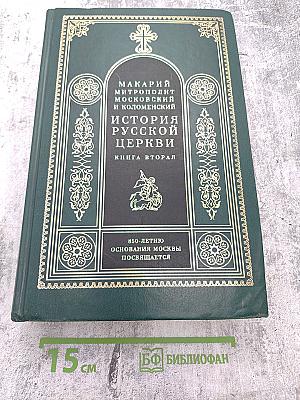 МАКАРИЙ
МИТРОПОЛИТ
МОСКОВСКИЙ
И КОЛОМЕНСКИЙ
ИСТОРИЯ
РУССКОЙ
ЦЕРКВИ
КНИГА ВТОРАЯ
850-ЛЕТИЮ
ОСНОВАНИЯ МОСКВЫ
ПОСВЯЩАЕТСЯ
15 см
БФ БИБЛИОФАН